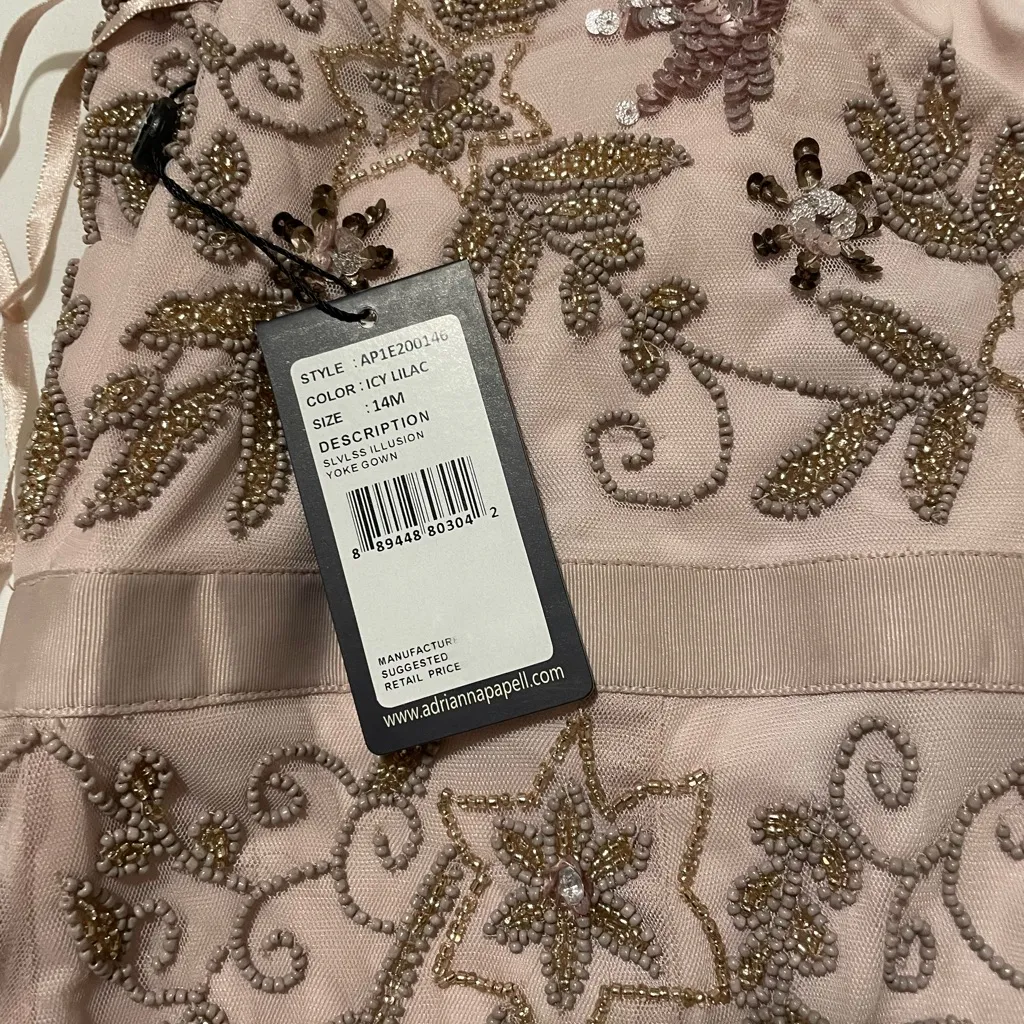 STYLE : AP1E200146
COLOR : ICY LILAC
SIZE : 14M
DESCRIPTION
SLVLSS ILLUSION
YOKE GOWN
8 89448 80304 2
MANUFACTURE
SUGGESTED
RETAIL PRICE
www.adriannapapell.com